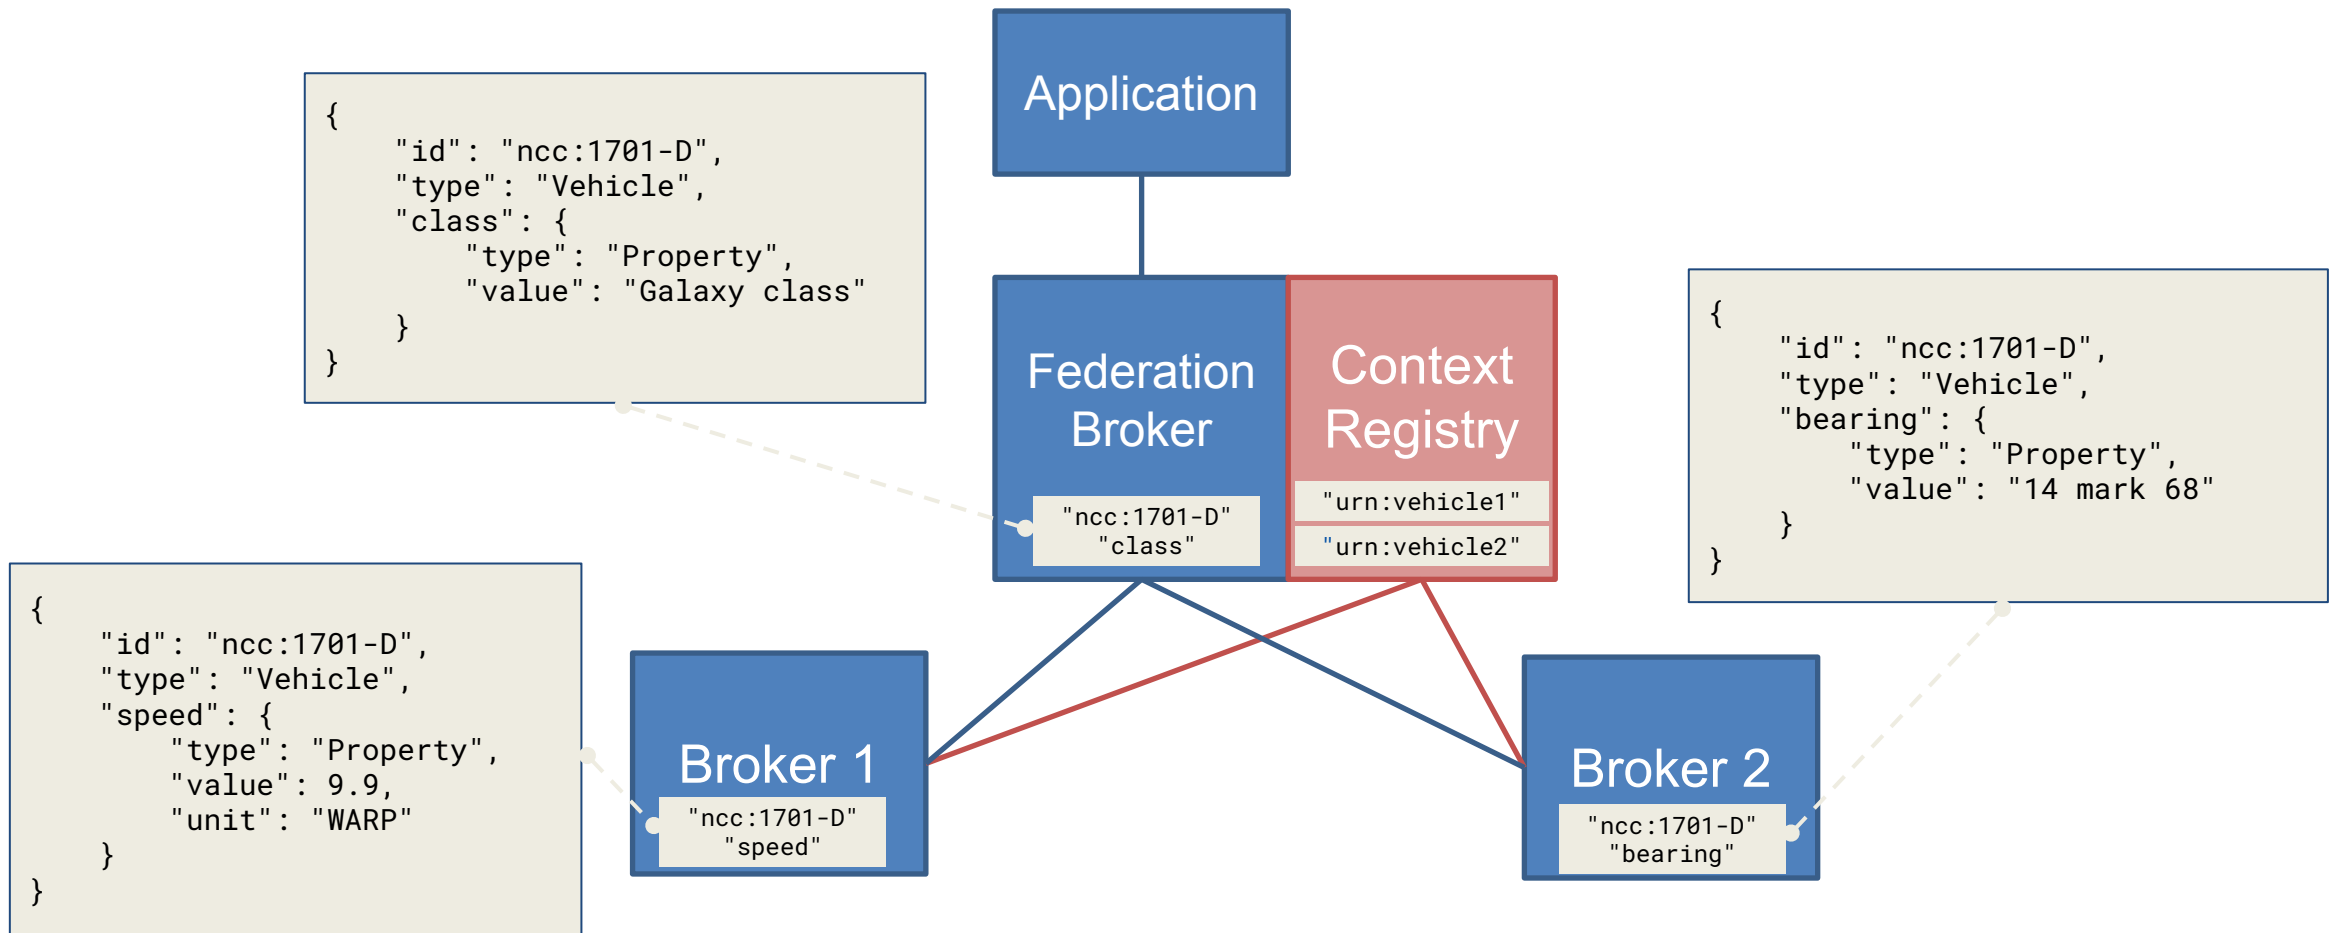 Application
{
    "id": "ncc:1701-D",
    "type": "Vehicle",
    "class": {
        "type": "Property",
        "value": "Galaxy class"
    }
}
Federation
Broker
"ncc:1701-D"
"class"
Context
Registry
"urn:vehicle1"
"urn:vehicle2"
{
    "id": "ncc:1701-D",
    "type": "Vehicle",
    "bearing": {
        "type": "Property",
        "value": "14 mark 68"
    }
}
{
    "id": "ncc:1701-D",
    "type": "Vehicle",
    "speed": {
        "type": "Property",
        "value": 9.9,
        "unit": "WARP"
    }
}
Broker 1
"ncc:1701-D"
"speed"
Broker 2
"ncc:1701-D"
"bearing"